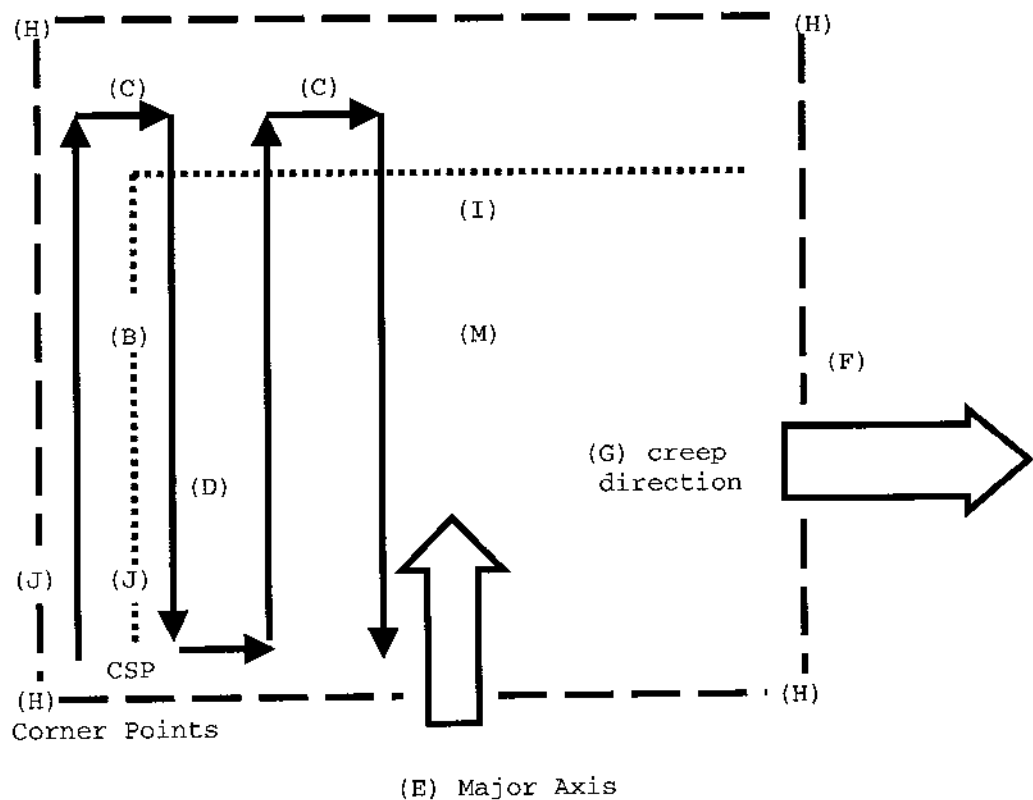 (H) (H)
(C) (C)
(I)
(B) (M)
(F)
(G) creep
direction
(D)
(J) (J)
CSP
(H) (H)
Corner Points
(E) Major Axis